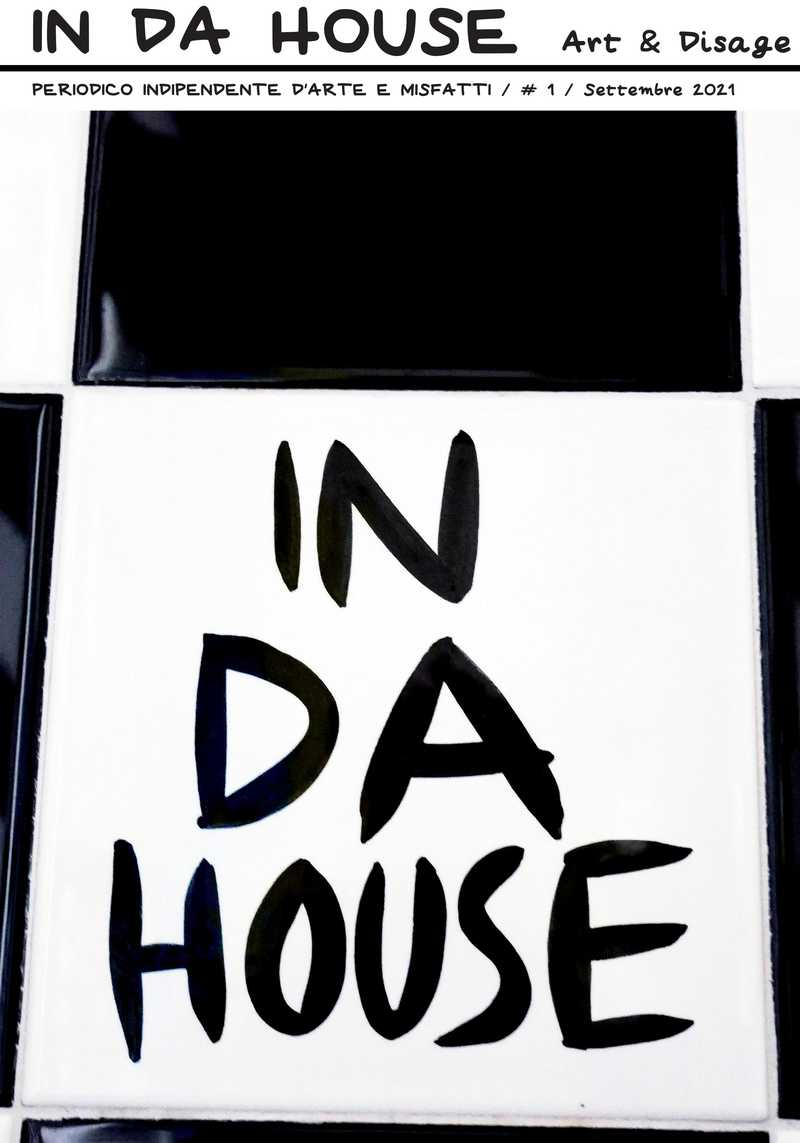 IN DA HOUSE Art & Disage
PERIODICO INDIPENDENTE D'ARTE E MISFATTI / # 1 / Settembre 2021
IN
DA
HOUSE